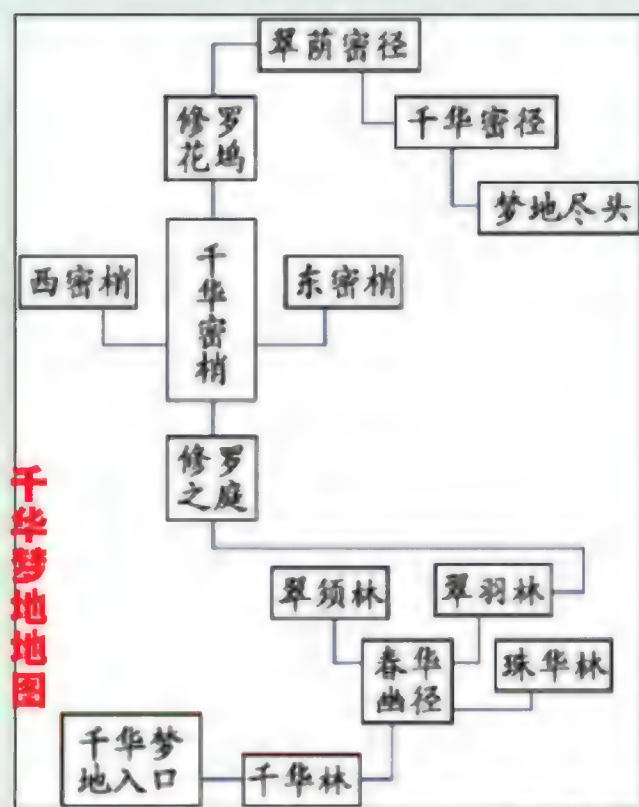 翠荫密径
修罗
花坞
千华密径
梦地尽头
千华密梢
西密梢
东密梢
修罗
之庭
千华梦地地图
翠须林
翠羽林
春华
幽径
珠华林
千华梦
地入口
千华林